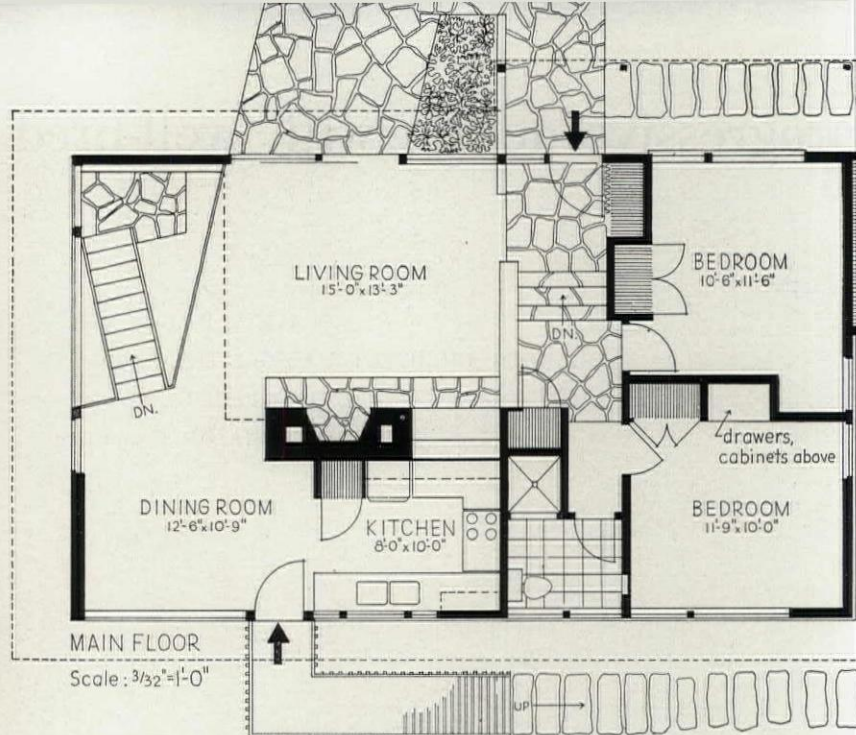 LIVING ROOM
15'-0"x13'-3"
BEDROOM
10'-6"x11'-6"
DN.
DN.
drawers,
cabinets above
DINING ROOM
12'-6"x10'-9"
KITCHEN
8'-0"x10'-0"
BEDROOM
11'-9"x10'-0"
MAIN FLOOR
Scale: 3/32"=1'-0"
UP